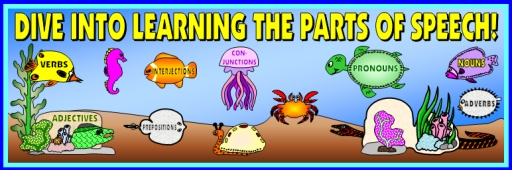 DIVE INTO LEARNING THE PARTS OF SPEECH!
VERBS
INTERJECTIONS
CON-
JUNCTIONS
PRONOUNS
NOUNS
ADJECTIVES
PREPOSITIONS
ADVERBS